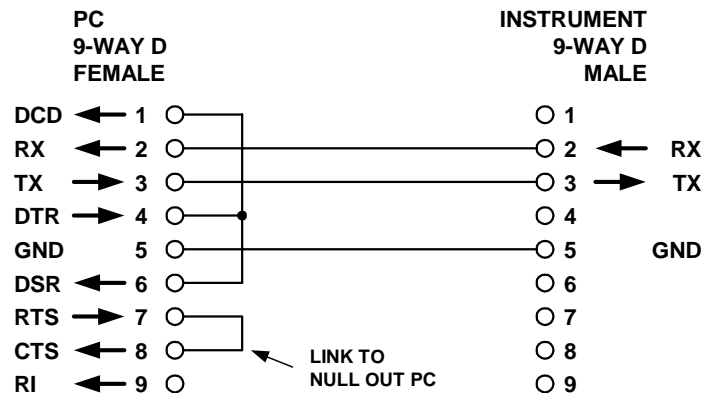 PC
9-WAY D
FEMALE
INSTRUMENT
9-WAY D
MALE
DCD 1 1
RX 2 2 RX
TX 3 3 TX
DTR 4 4
GND 5 5 GND
DSR 6 6
RTS 7 7
CTS 8 8
RI 9 9
LINK TO
NULL OUT PC